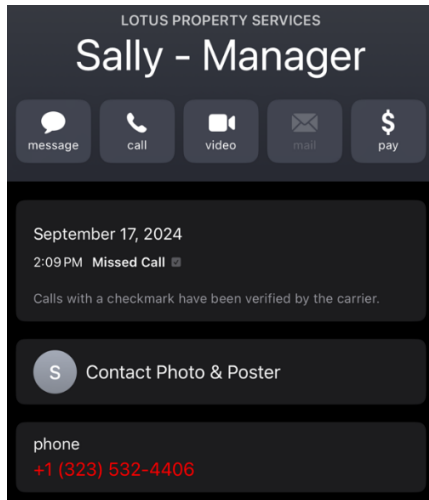 LOTUS PROPERTY SERVICES
Sally - Manager
message call video mail pay
September 17, 2024
2:09 PM Missed Call
Calls with a checkmark have been verified by the carrier.
S Contact Photo & Poster
phone
+1 (323) 532-4406